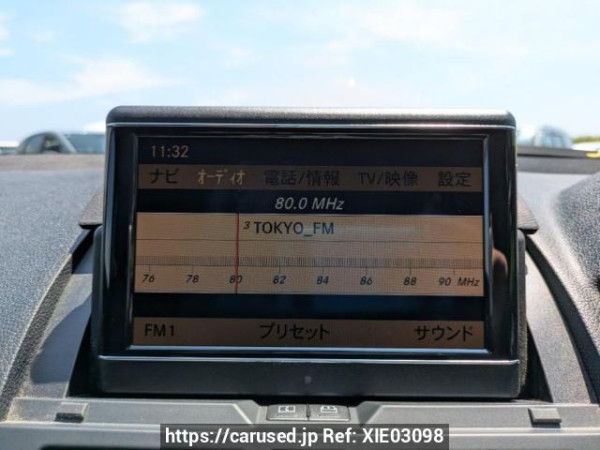 11:32
ナビ オーディオ 電話/情報 TV/映像 設定
80.0 MHz
3 TOKYO_FM
76 78 80 82 84 86 88 90 MHz
FM1 プリセット サウンド
https://carused.jp Ref: XIE03098